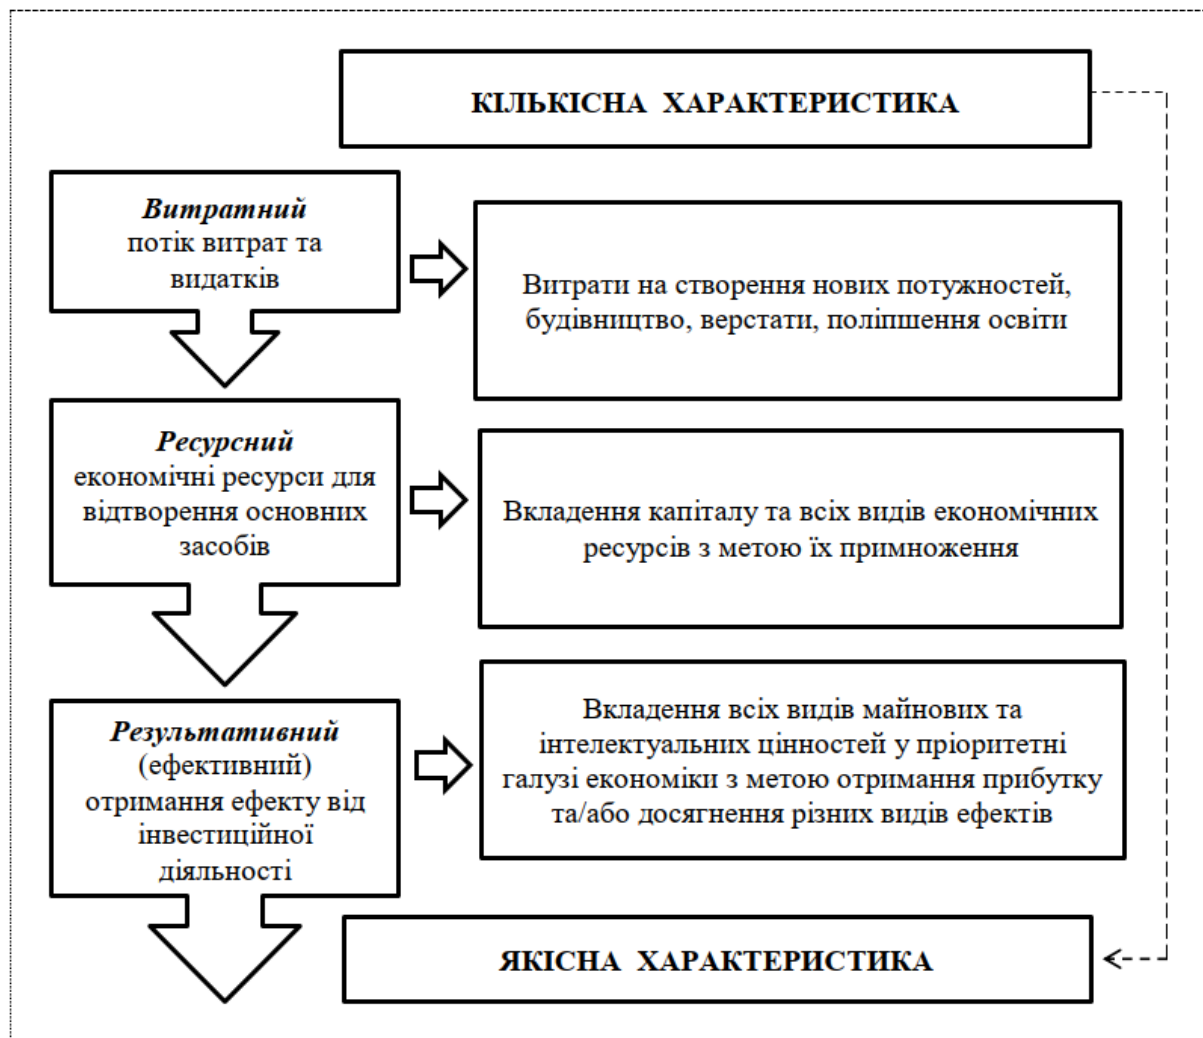 КІЛЬКІСНА ХАРАКТЕРИСТИКА
Витратний
потік витрат та
видатків
Витрати на створення нових потужностей,
будівництво, верстати, поліпшення освіти
Ресурсний
економічні ресурси для
відтворення основних
засобів
Вкладення капіталу та всіх видів економічних
ресурсів з метою їх примноження
Результативний
(ефективний)
отримання ефекту від
інвестиційної
діяльності
Вкладення всіх видів майнових та
інтелектуальних цінностей у пріоритетні
галузі економіки з метою отримання прибутку
та/або досягнення різних видів ефектів
ЯКІСНА ХАРАКТЕРИСТИКА